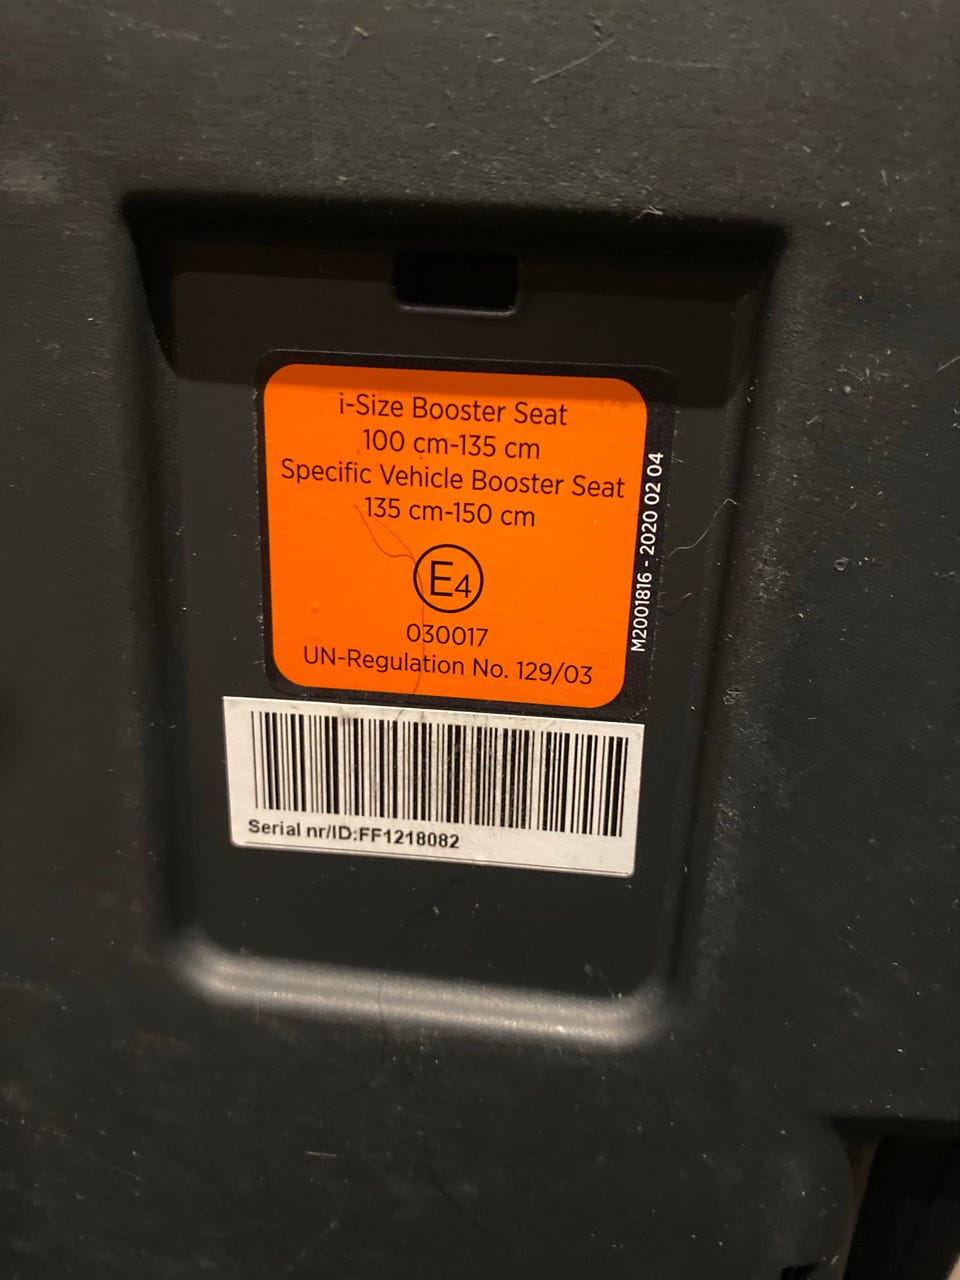 i-Size Booster Seat
100 cm-135 cm
Specific Vehicle Booster Seat
135 cm-150 cm
E4
030017
UN-Regulation No. 129/03
M2001816 - 2020 02 04
Serial nr/ID:FF1218082